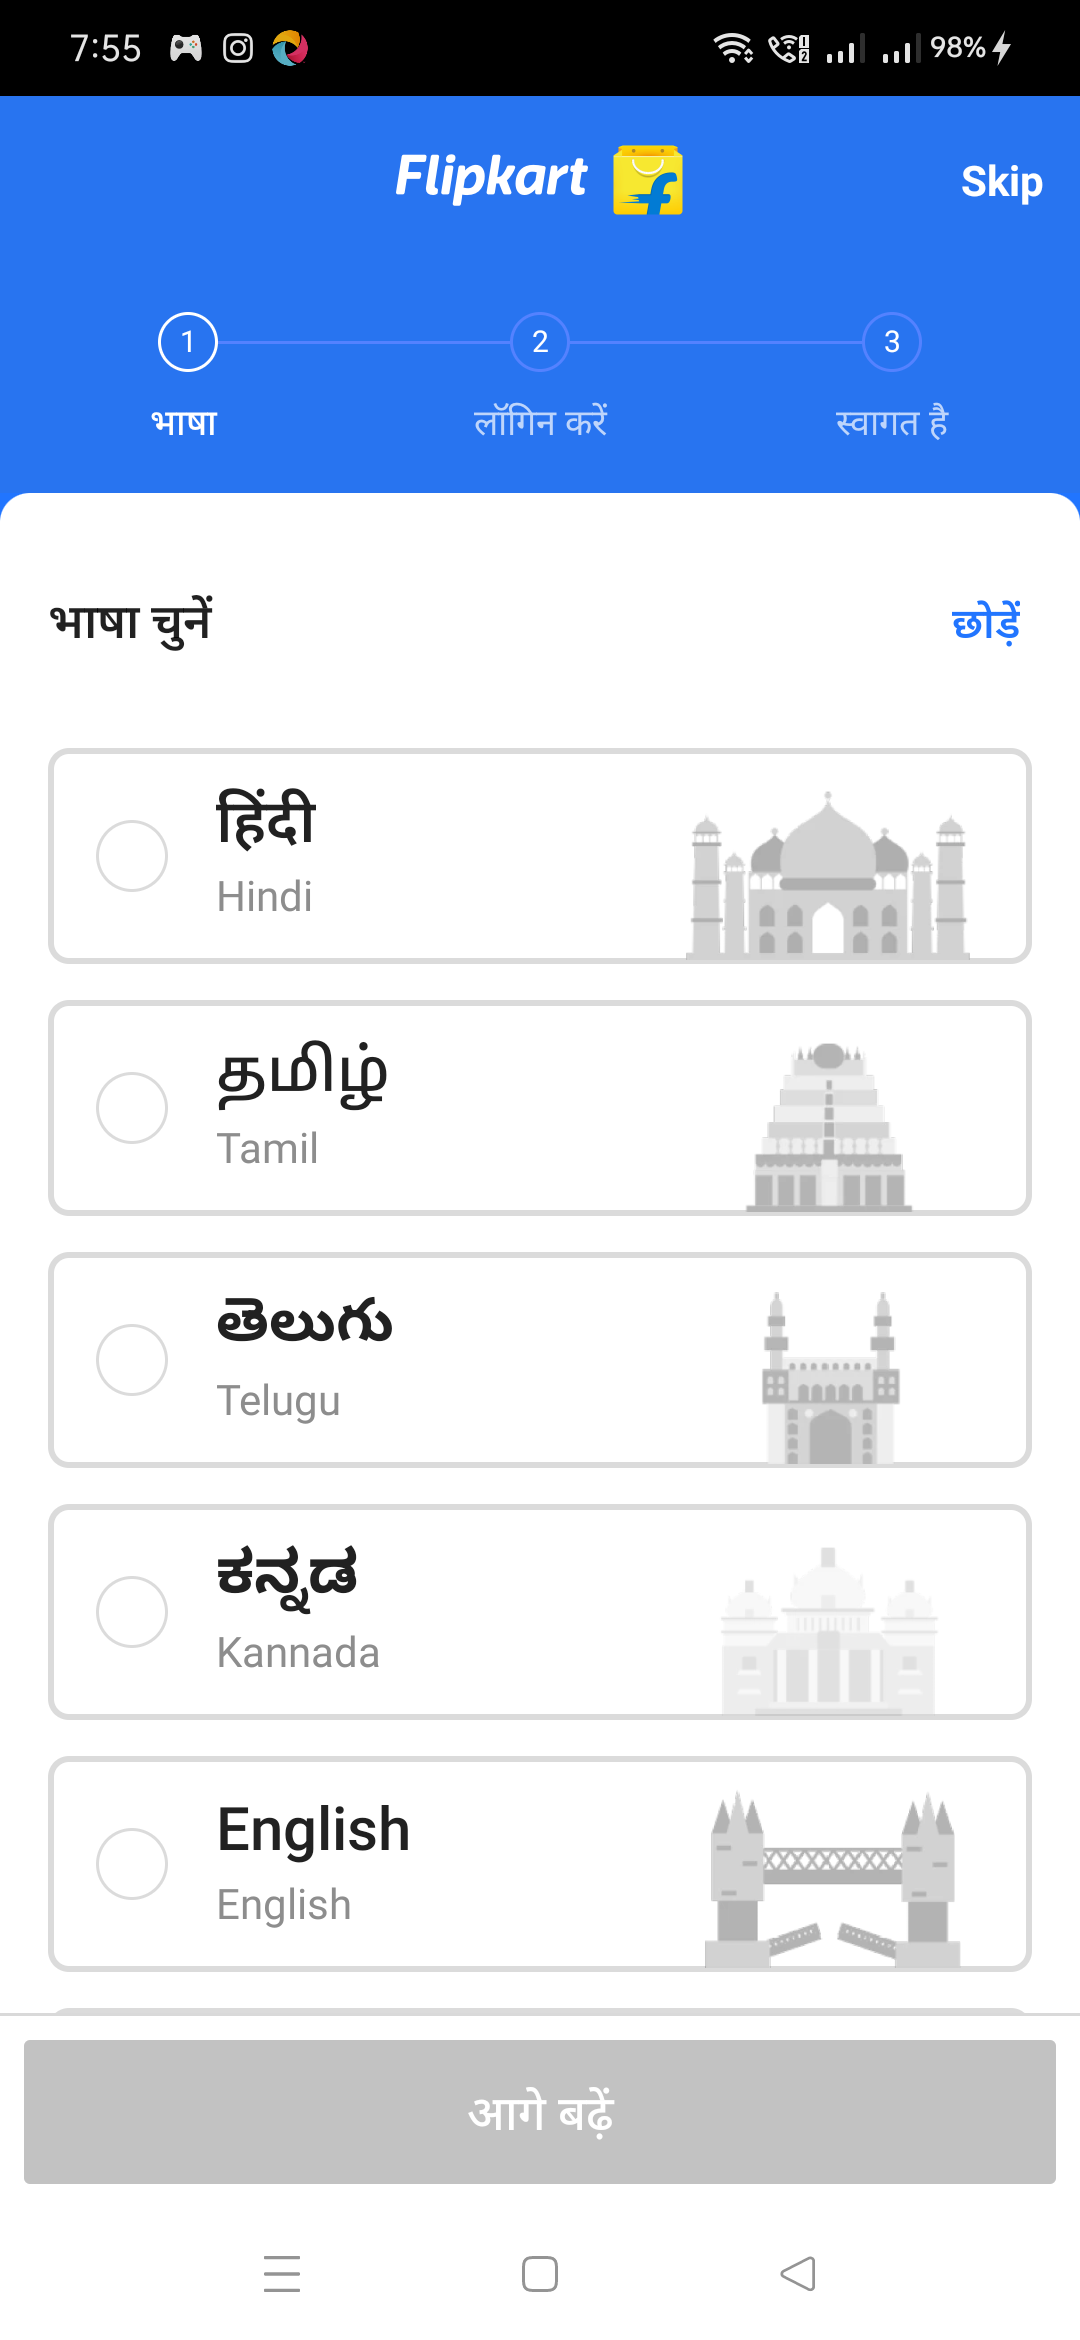 7:55 98%
Flipkart Skip
1 2 3
भाषा लॉगिन करें स्वागत है
भाषा चुनें छोड़ें
हिंदी
Hindi
தமிழ்
Tamil
తెలుగు
Telugu
ಕನ್ನಡ
Kannada
English
English
आगे बढ़ें